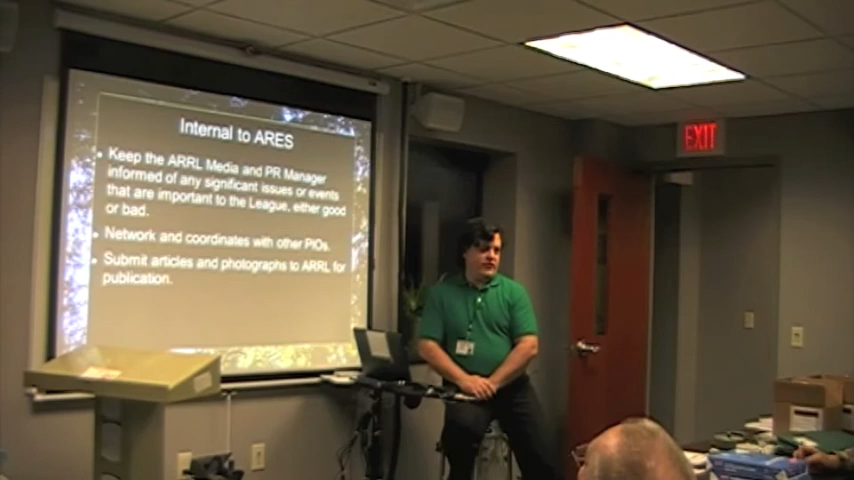 Internal to ARES
Keep the ARRL Media and PR Manager
informed of any significant issues or events
that are important to the League, either good
or bad.
Network and coordinates with other PIOs.
Submit articles and photographs to ARRL for
publication.
EXIT